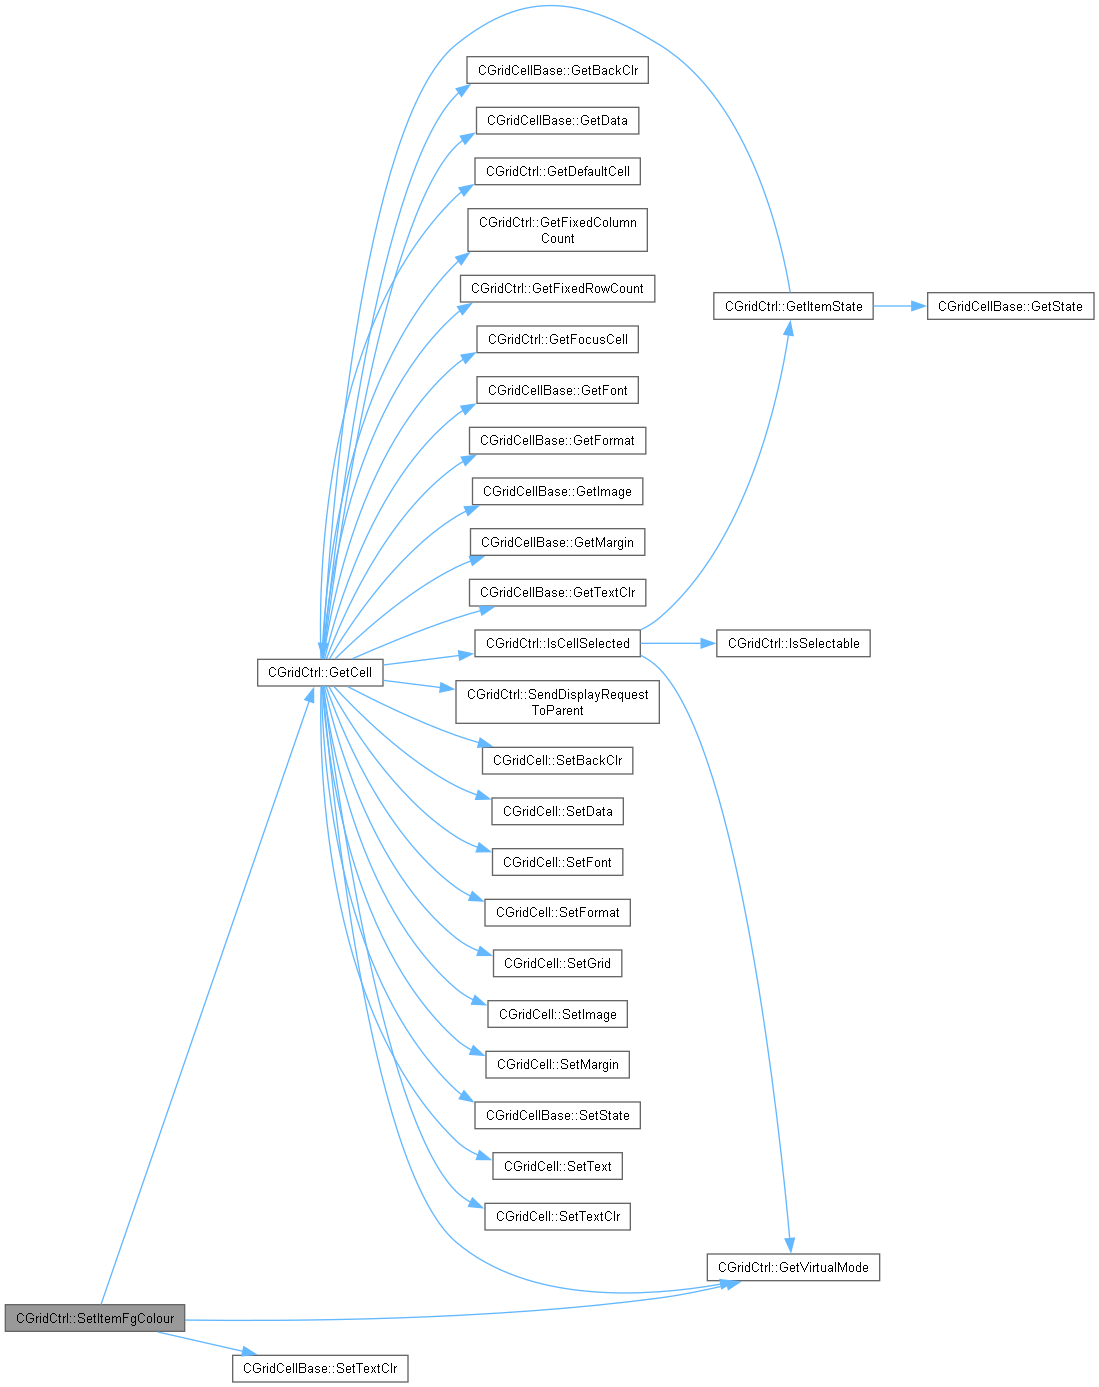 CGridCellBase::GetBackClr
CGridCellBase::GetData
CGridCtrl::GetDefaultCell
CGridCtrl::GetFixedColumn
Count
CGridCtrl::GetFixedRowCount
CGridCtrl::GetItemState
CGridCellBase::GetState
CGridCtrl::GetFocusCell
CGridCellBase::GetFont
CGridCellBase::GetFormat
CGridCellBase::GetImage
CGridCellBase::GetMargin
CGridCellBase::GetTextClr
CGridCtrl::IsCellSelected
CGridCtrl::IsSelectable
CGridCtrl::GetCell
CGridCtrl::SendDisplayRequest
ToParent
CGridCell::SetBackClr
CGridCell::SetData
CGridCell::SetFont
CGridCell::SetFormat
CGridCell::SetGrid
CGridCell::SetImage
CGridCell::SetMargin
CGridCellBase::SetState
CGridCell::SetText
CGridCell::SetTextClr
CGridCtrl::GetVirtualMode
CGridCtrl::SetItemFgColour
CGridCellBase::SetTextClr